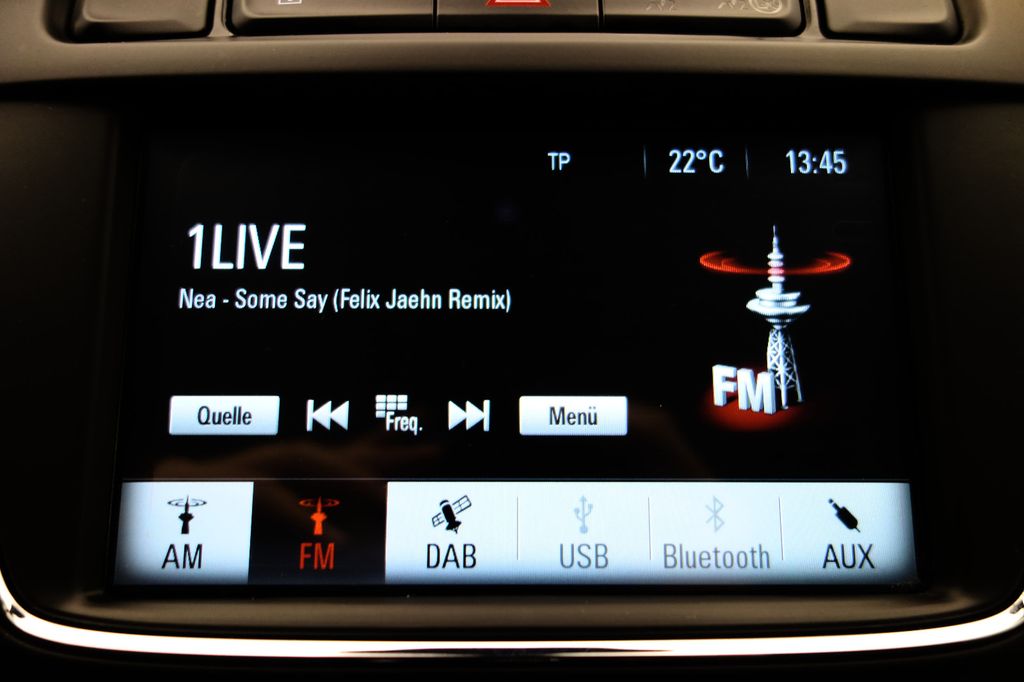 TP 22°C 13:45
1LIVE
Nea - Some Say (Felix Jaehn Remix)
FM
Quelle Freq. Menü
AM FM DAB USB Bluetooth AUX